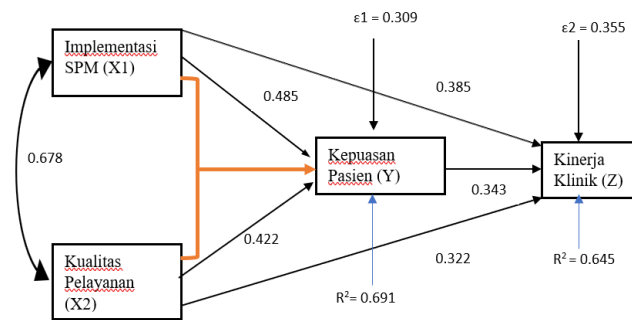 ε1 = 0.309
ε2 = 0.355
Implementasi
SPM (X1)
0.385
0.485
0.678
Kepuasan
Pasien (Y)
Kinerja
Klinik (Z)
0.343
0.422
0.322
Kualitas
Pelayanan
(X2)
R²= 0.691
R²= 0.645